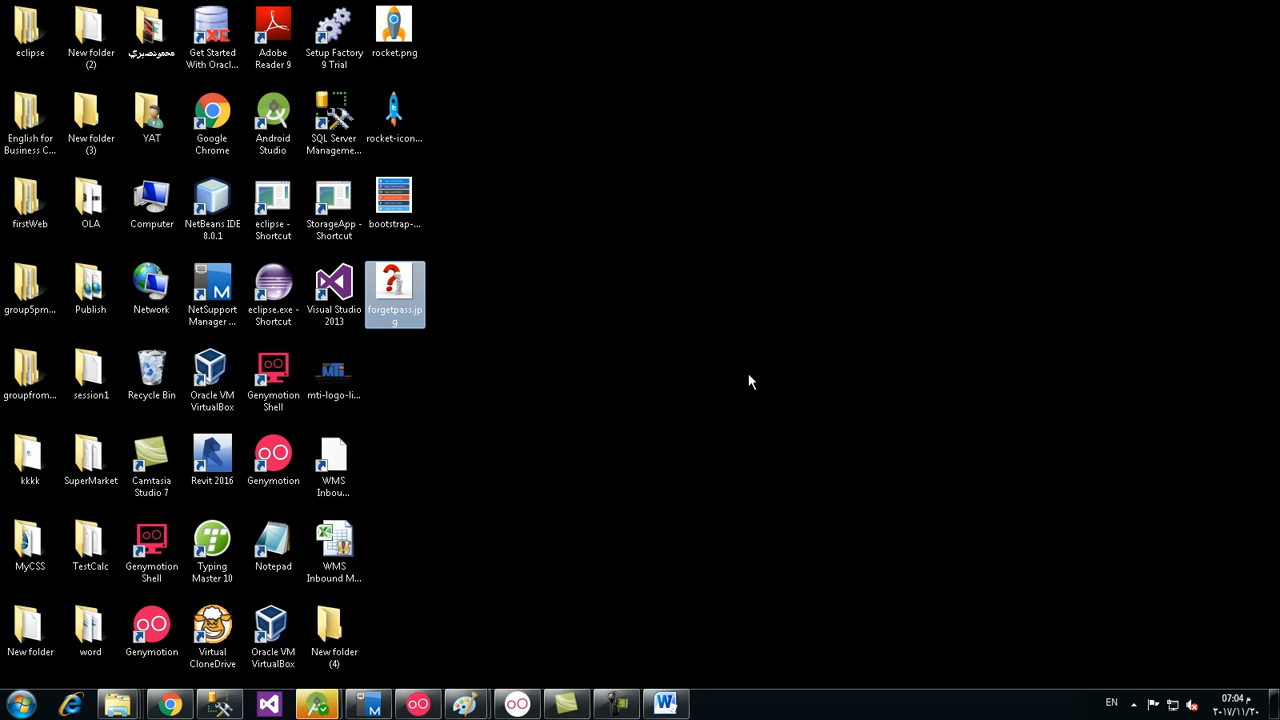 eclipse
New folder
(2)
محمودنصيري
Get Started
With Oracl...
Adobe
Reader 9
Setup Factory
9 Trial
rocket.png
English for
Business C...
New folder
(3)
YAT
Google
Chrome
Android
Studio
SQL Server
Manageme...
rocket-icon...
firstWeb
OLA
Computer
NetBeans IDE
8.0.1
eclipse -
Shortcut
StorageApp -
Shortcut
bootstrap-...
group5pm...
Publish
Network
NetSupport
Manager ...
eclipse.exe -
Shortcut
Visual Studio
2013
forgetpass.jp
g
groupfrom...
session1
Recycle Bin
Oracle VM
VirtualBox
Genymotion
Shell
mti-logo-li...
kkkk
SuperMarket
Camtasia
Studio 7
Revit 2016
Genymotion
WMS
Inbou...
MyCSS
TestCalc
Genymotion
Shell
Typing
Master 10
Notepad
WMS
Inbound M...
New folder
word
Genymotion
Virtual
CloneDrive
Oracle VM
VirtualBox
New folder
(4)
EN
07:04 م
٢٠١٧/١١/٢٠